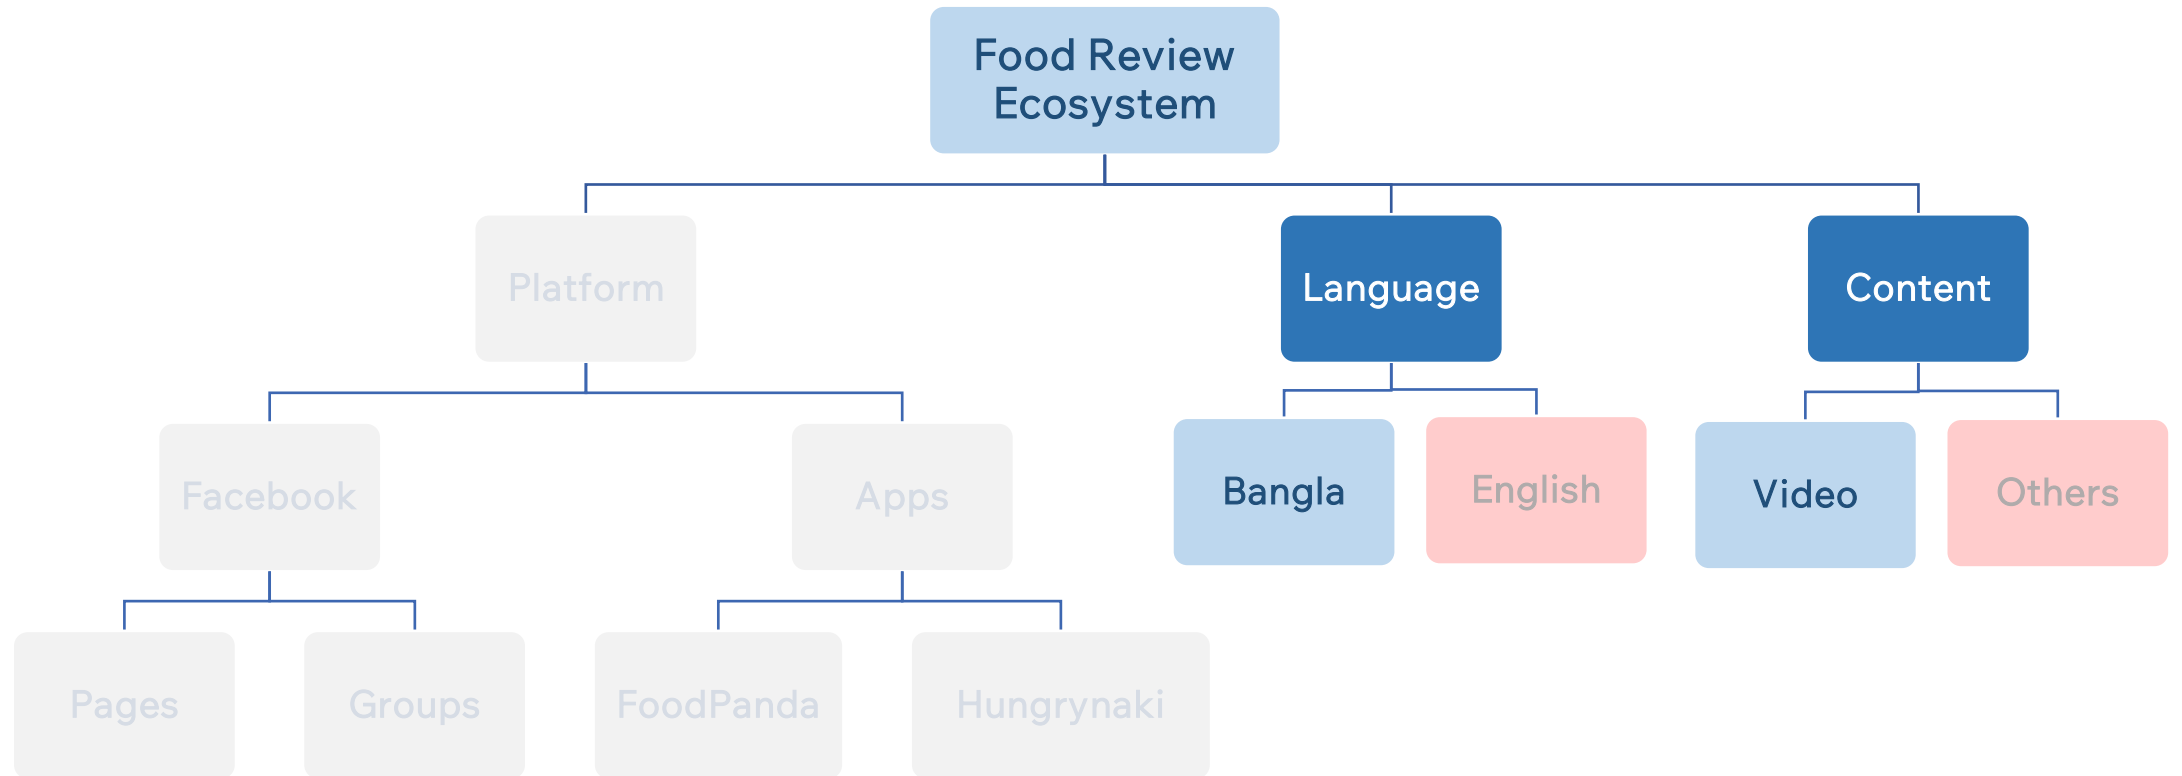 Food Review
Ecosystem
Platform
Language
Content
Facebook
Apps
Bangla
English
Video
Others
Pages
Groups
FoodPanda
Hungrynaki